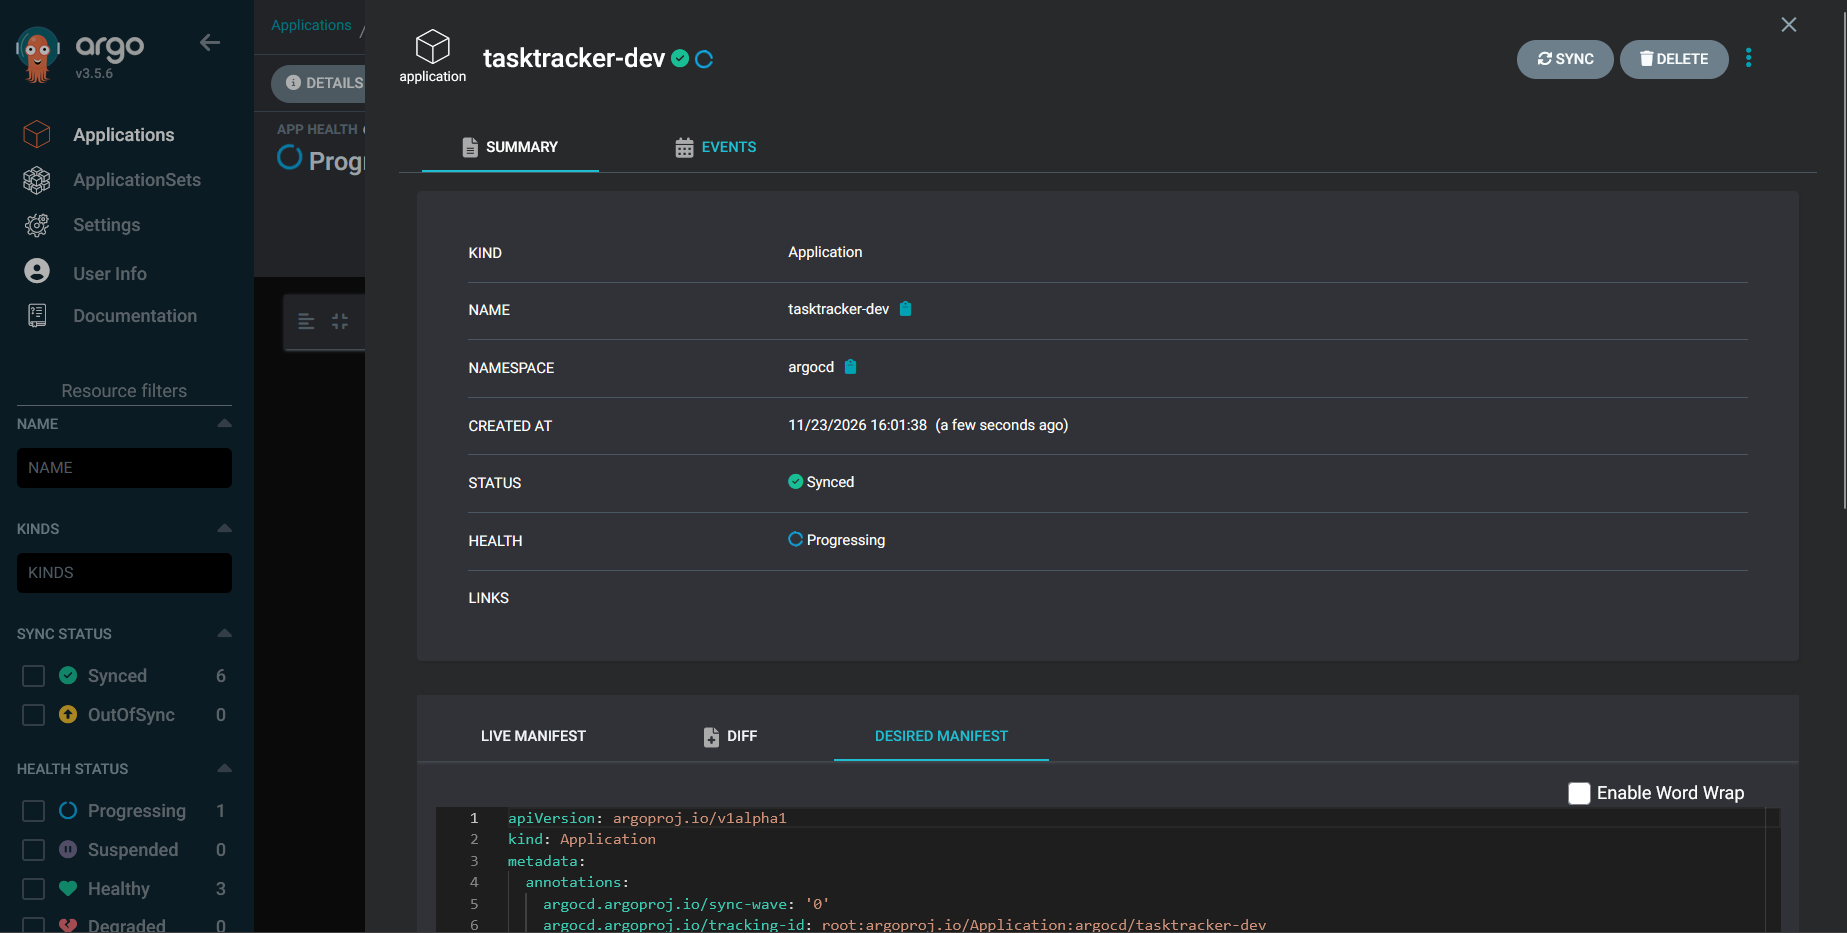 argo
v3.5.6
Applications
ApplicationSets
Settings
User Info
Documentation
Resource filters
NAME
NAME
KINDS
KINDS
SYNC STATUS
Synced 6
OutOfSync 0
HEALTH STATUS
Progressing 1
Suspended 0
Healthy 3
Degraded 0
Applications /
DETAILS
APP HEALTH
Progr
application
tasktracker-dev
SYNC
DELETE
SUMMARY
EVENTS
KIND Application
NAME tasktracker-dev
NAMESPACE argocd
CREATED AT 11/23/2026 16:01:38 (a few seconds ago)
STATUS Synced
HEALTH Progressing
LINKS
LIVE MANIFEST
DIFF
DESIRED MANIFEST
Enable Word Wrap
1 apiVersion: argoproj.io/v1alpha1
2 kind: Application
3 metadata:
4 annotations:
5 argocd.argoproj.io/sync-wave: '0'
6 argocd.argoproj.io/tracking-id: root:argoproj.io/Application:argocd/tasktracker-dev